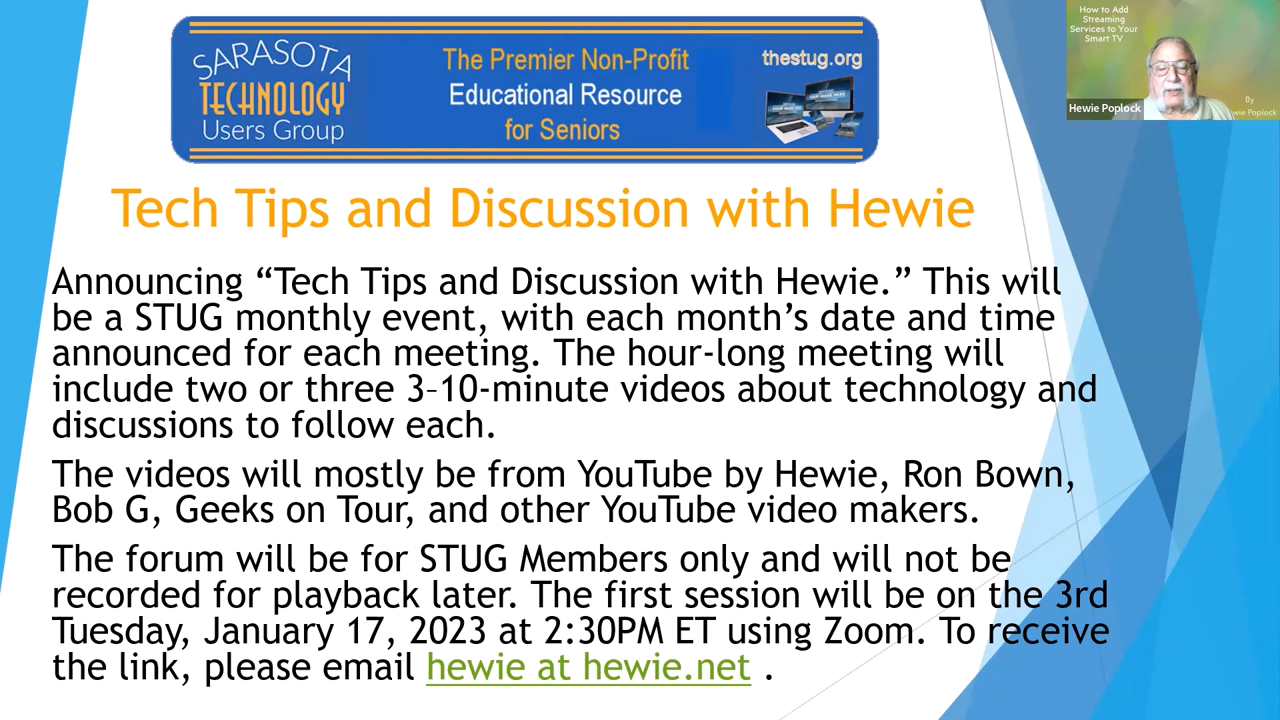 SARASOTA
TECHNOLOGY
Users Group
The Premier Non-Profit
Educational Resource
for Seniors
thestug.org
How to Add
Streaming
Services to Your
Smart TV
Hewie Poplock
By
wie Poplock
Tech Tips and Discussion with Hewie
Announcing “Tech Tips and Discussion with Hewie.” This will
be a STUG monthly event, with each month’s date and time
announced for each meeting. The hour-long meeting will
include two or three 3–10-minute videos about technology and
discussions to follow each.
The videos will mostly be from YouTube by Hewie, Ron Bown,
Bob G, Geeks on Tour, and other YouTube video makers.
The forum will be for STUG Members only and will not be
recorded for playback later. The first session will be on the 3rd
Tuesday, January 17, 2023 at 2:30PM ET using Zoom. To receive
the link, please email hewie at hewie.net .